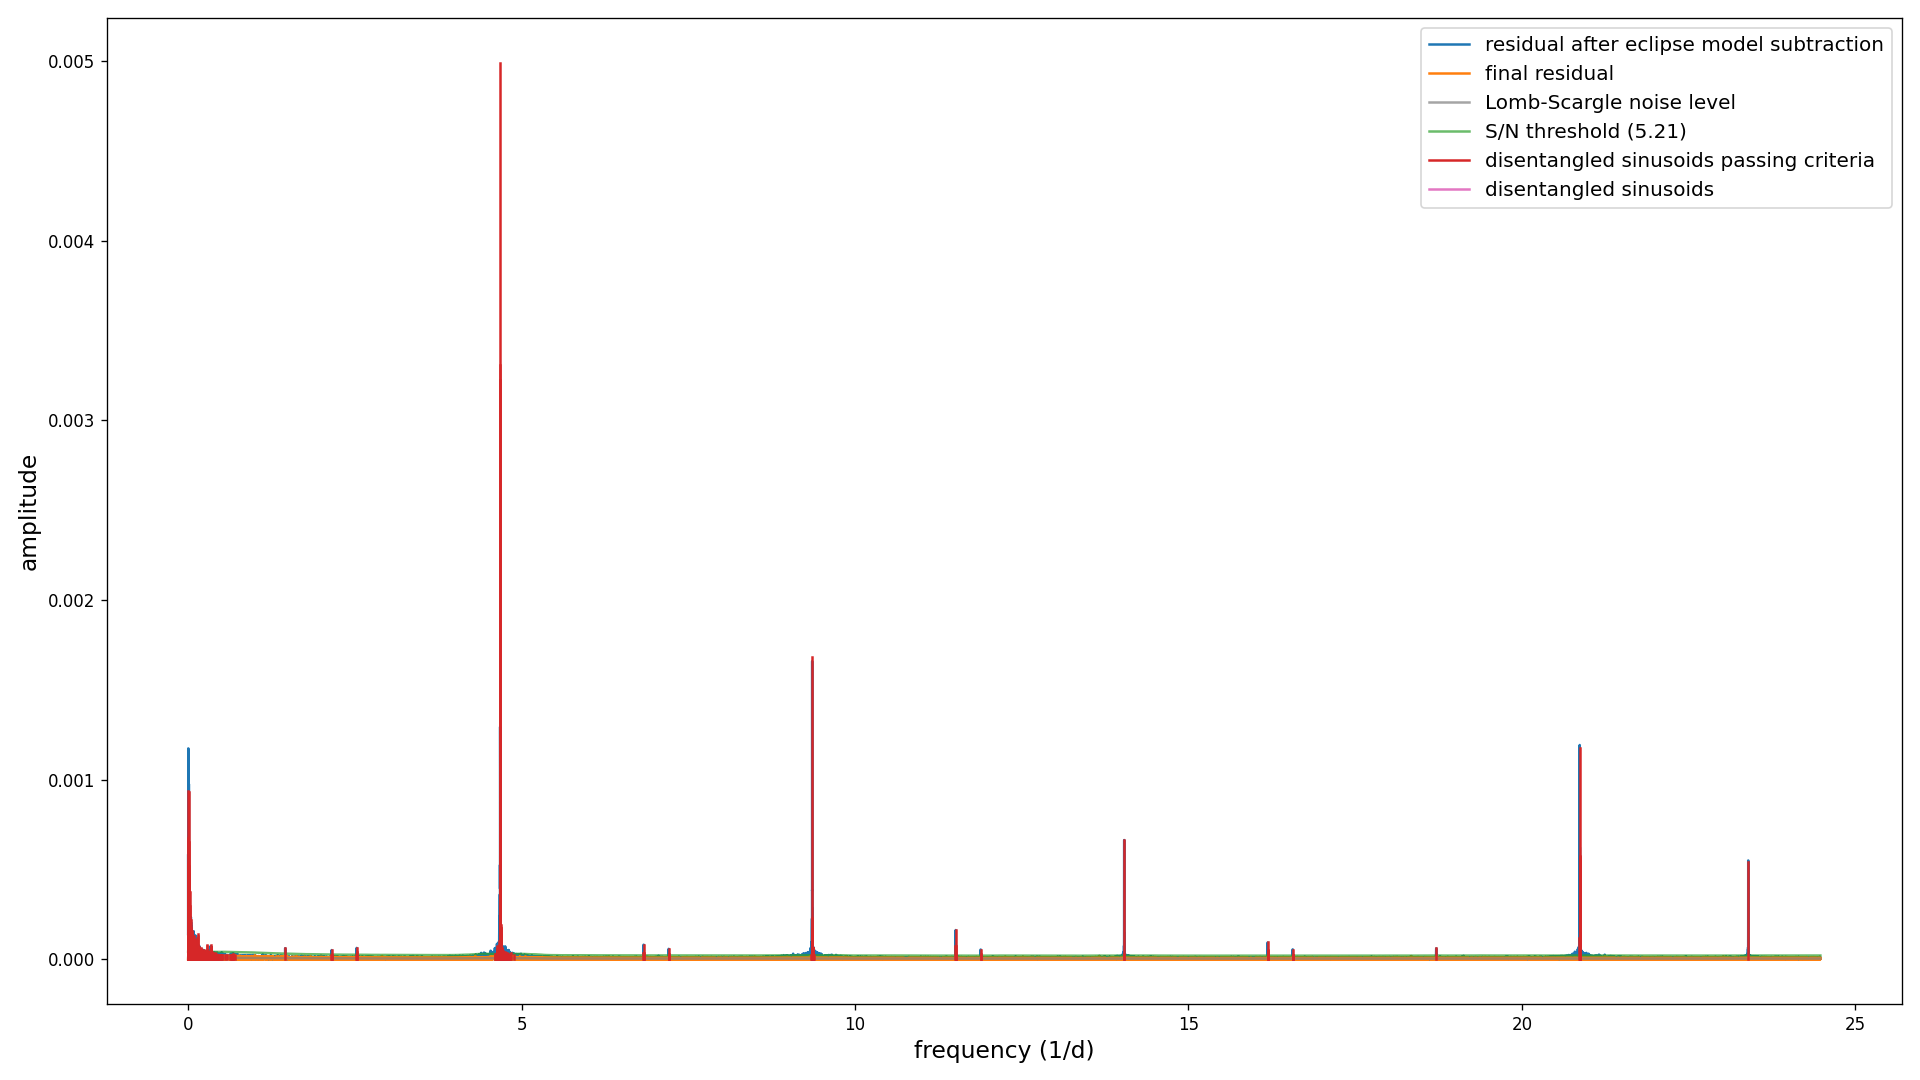 residual after eclipse model subtraction
final residual
Lomb-Scargle noise level
S/N threshold (5.21)
disentangled sinusoids passing criteria
disentangled sinusoids
0.005
0.004
0.003
0.002
0.001
0.000
amplitude
0 5 10 15 20 25
frequency (1/d)